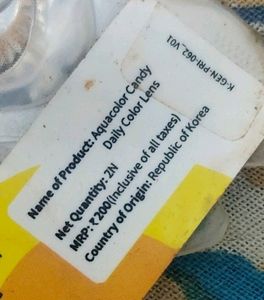 K-GEN-PRI-062_V01
Name of Product: Aquacolor Candy
Daily Color Lens
Net Quantity: 2N
MRP: ₹ 200(Inclusive of all taxes)
Country of Origin: Republic of Korea